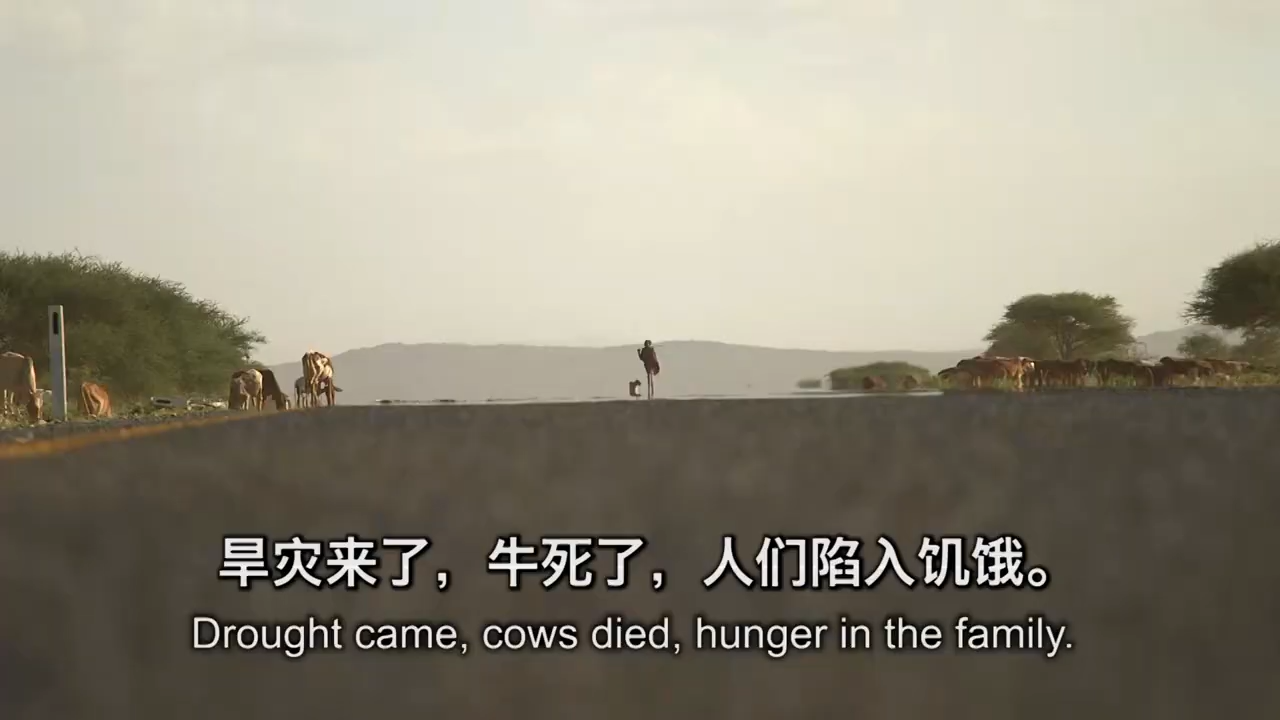 旱灾来了，牛死了，人们陷入饥饿。
Drought came, cows died, hunger in the family.